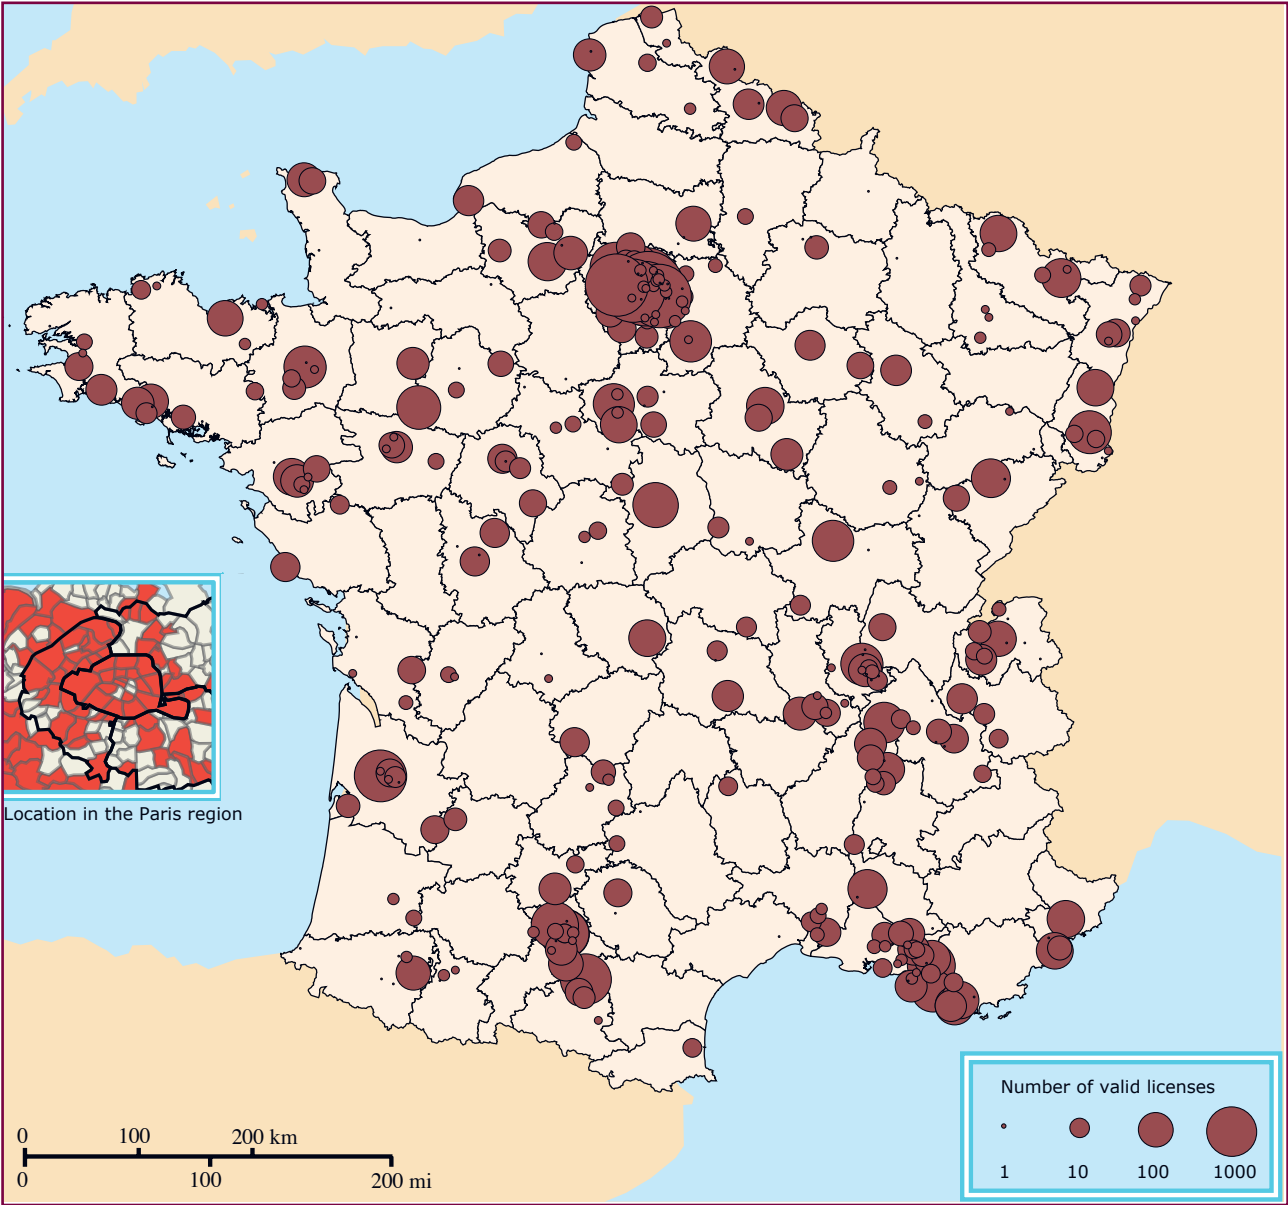 Location in the Paris region
Number of valid licenses
1 10 100 1000
0 100 200 km
0 100 200 mi